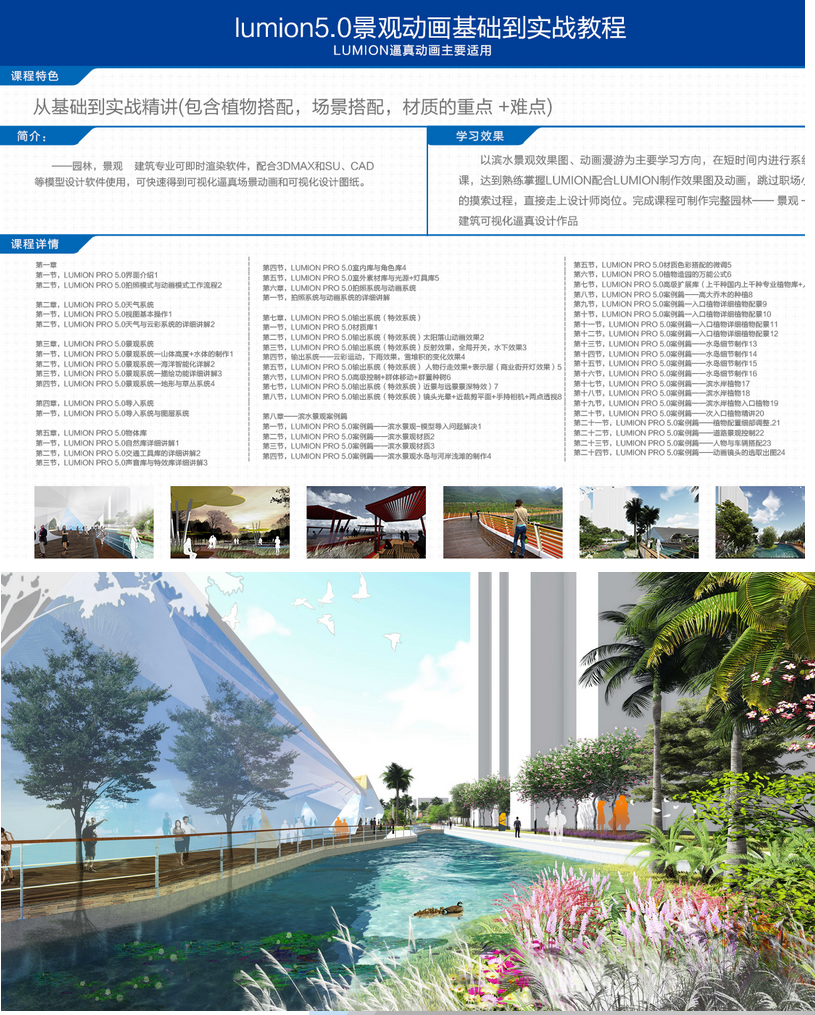 lumion5.0景观动画基础到实战教程
LUMION逼真动画主要适用
课程特色
从基础到实战精讲(包含植物搭配，场景搭配，材质的重点 +难点)
简介：
——园林，景观 建筑专业可即时渲染软件，配合3DMAX和SU、CAD
等模型设计软件使用，可快速得到可视化逼真场景动画和可视化设计图纸。
学习效果
以滨水景观效果图、动画漫游为主要学习方向，在短时间内进行系
课，达到熟练掌握LUMION配合LUMION制作效果图及动画，跳过职场
的摸索过程，直接走上设计师岗位。完成课程可制作完整园林—— 景观
建筑可视化逼真设计作品
课程详情
第一章
第一节，LUMION PRO 5.0界面介绍1
第二节，LUMION PRO 5.0拍照模式与动画模式工作流程2
第二章，LUMION PRO 5.0天气系统
第一节，LUMION PRO 5.0视图基本操作1
第二节，LUMION PRO 5.0天气与云彩系统的详细讲解2
第三章，LUMION PRO 5.0景观系统
第一节，LUMION PRO 5.0景观系统—山体高度+水体的制作1
第二节，LUMION PRO 5.0景观系统—海洋智能化详解2
第三节，LUMION PRO 5.0景观系统—描绘功能详细讲解3
第四节，LUMION PRO 5.0景观系统—地形与草丛系统4
第四章，LUMION PRO 5.0导入系统
第一节，LUMION PRO 5.0导入系统与图层系统
第五章，LUMION PRO 5.0物体库
第一节，LUMION PRO 5.0自然库详细讲解1
第二节，LUMION PRO 5.0交通工具库的详细讲解2
第三节，LUMION PRO 5.0声音库与特效库详细讲解3
第四节，LUMION PRO 5.0室内库与角色库4
第五节，LUMION PRO 5.0室外素材库与光源+灯具库5
第六章，LUMION PRO 5.0拍照系统与动画系统
第一节，拍照系统与动画系统的详细讲解
第七章，LUMION PRO 5.0输出系统（特效系统）
第一节，LUMION PRO 5.0材质库1
第二节，LUMION PRO 5.0输出系统（特效系统）太阳落山动画效果2
第三节，LUMION PRO 5.0输出系统（特效系统）反射效果，全局开关，水下效果3
第四节，输出系统——云彩运动，下雨效果，雪堆积的变化效果4
第五节，LUMION PRO 5.0输出系统（特效系统）人物行走效果+表示层（商业街开灯效果）5
第六节，LUMION PRO 5.0高级控制+群体移动+群置种树6
第七节，LUMION PRO 5.0输出系统（特效系统）近景与远景景深特效）7
第八节，LUMION PRO 5.0输出系统（特效系统）镜头光晕+近裁剪平面+手持相机+两点透视8
第八章——滨水景观案例篇
第一节，LUMION PRO 5.0案例篇——滨水景观-模型导入问题解决1
第二节，LUMION PRO 5.0案例篇——滨水景观材质2
第三节，LUMION PRO 5.0案例篇——滨水景观材质3
第四节，LUMION PRO 5.0案例篇——滨水景观水岛与河岸浅滩的制作4
第五节，LUMION PRO 5.0材质色彩搭配的微调5
第六节，LUMION PRO 5.0植物造园的万能公式6
第七节，LUMION PRO 5.0高级扩展库（上千种国内上千种专业植物库+
第八节，LUMION PRO 5.0案例篇——高大乔木的种植8
第九节，LUMION PRO 5.0案例篇—入口植物详细植物配景9
第十节，LUMION PRO 5.0案例篇—入口植物详细植物配景10
第十一节，LUMION PRO 5.0案例篇—入口植物详细植物配景11
第十二节，LUMION PRO 5.0案例篇—入口植物详细植物配景12
第十三节，LUMION PRO 5.0案例篇——水岛细节制作13
第十四节，LUMION PRO 5.0案例篇——水岛细节制作14
第十五节，LUMION PRO 5.0案例篇——水岛细节制作15
第十六节，LUMION PRO 5.0案例篇——水岛细节制作16
第十七节，LUMION PRO 5.0案例篇——滨水岸植物17
第十八节，LUMION PRO 5.0案例篇——滨水岸植物18
第十九节，LUMION PRO 5.0案例篇——滨水岸植物入口植物19
第二十节，LUMION PRO 5.0案例篇——次入口植物精讲20
第二十一节，LUMION PRO 5.0案例篇——植物配置细部调整.21
第二十二节，LUMION PRO 5.0案例篇——道路景观控制22
第二十三节，LUMION PRO 5.0案例篇——人物与车辆搭配23
第二十四节，LUMION PRO 5.0案例篇——动画镜头的选取出图24